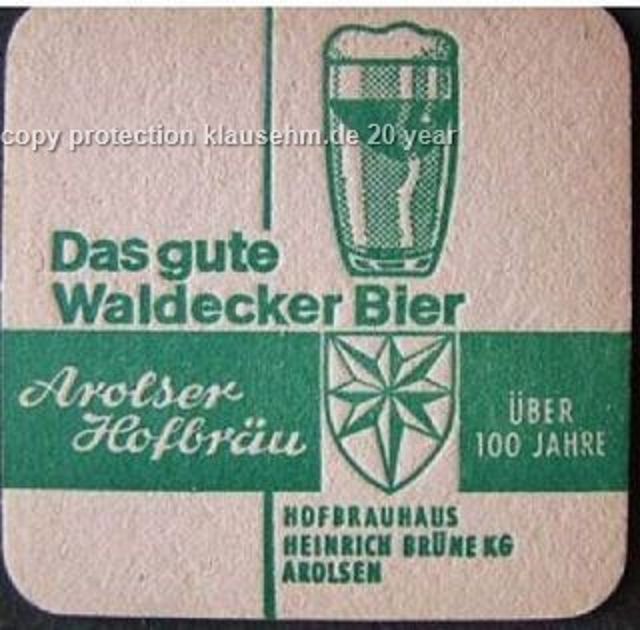 copy protection klausehm.de 20 year
Das gute
Waldecker Bier
Arolser
Hofbräu
ÜBER
100 JAHRE
HOFBRAUHAUS
HEINRICH BRÜNE KG
AROLSEN